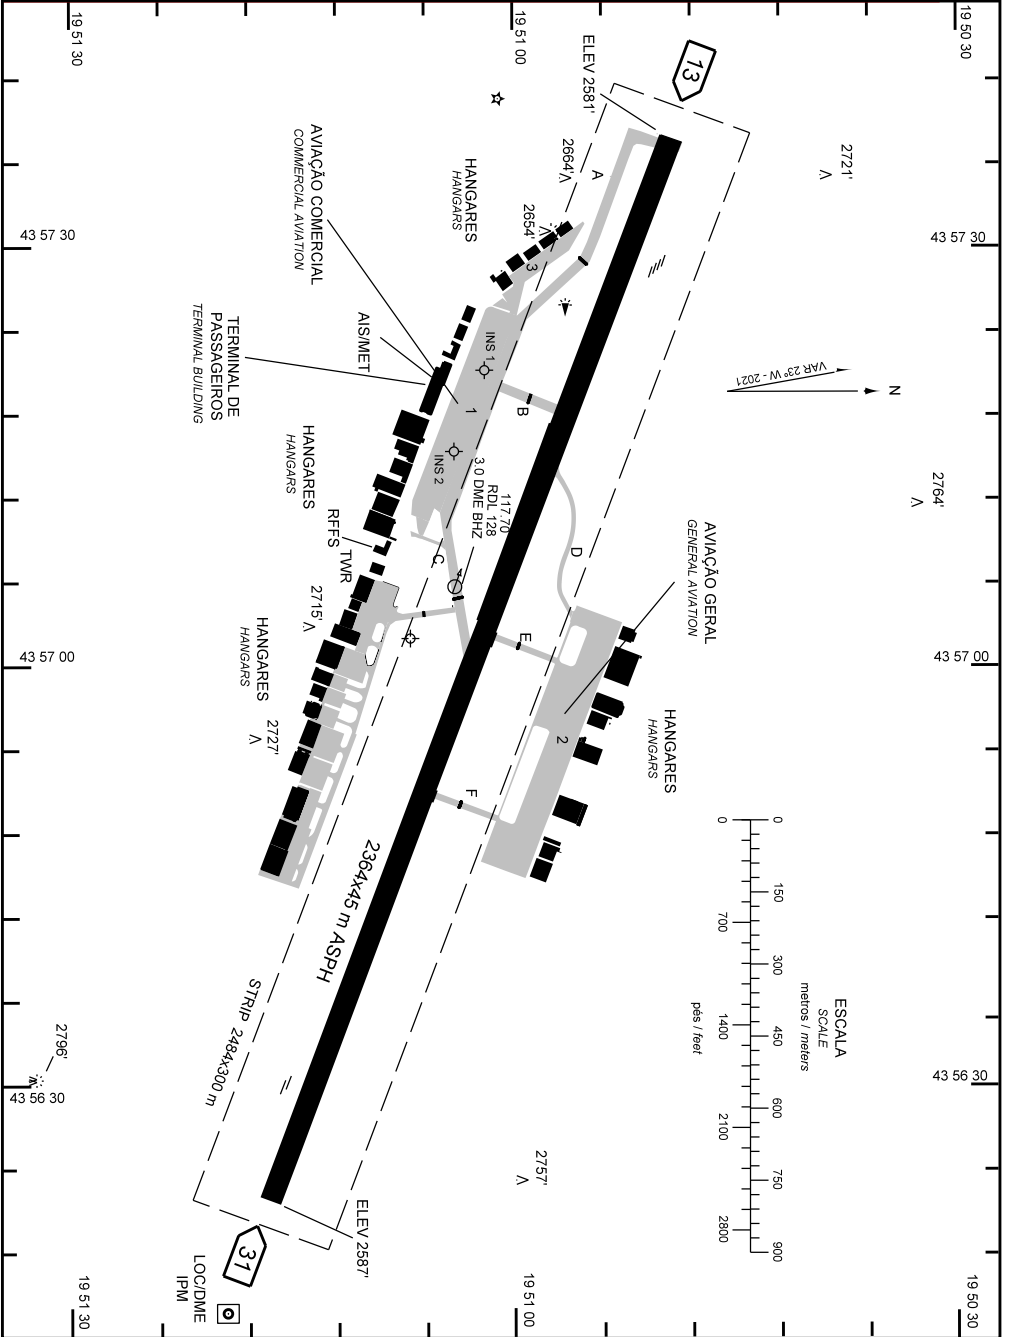 19 51 30
19 51 00
19 50 30
13
ELEV 2581'
2721'
2664'
A
HANGARES
HANGARS
2654'
3
43 57 30
43 57 30
AVIAÇÃO COMERCIAL
COMMERCIAL AVIATION
TERMINAL DE
PASSAGEIROS
TERMINAL BUILDING
AIS/MET
INS 1
1
B
INS 2
VAR 23° W - 2021
N
117.70
RDL 128
3.0 DME BHZ
2764'
HANGARES
HANGARS
RFFS
TWR
C
D
AVIAÇÃO GERAL
GENERAL AVIATION
2715'
E
43 57 00
43 57 00
HANGARES
HANGARS
2727'
2
HANGARES
HANGARS
F
2364x45 m ASPH
STRIP 2484x300 m
ESCALA
SCALE
metros / meters
0
150
300
450
600
750
900
pés / feet
0
700
1400
2100
2800
2796'
43 56 30
43 56 30
2757'
ELEV 2587'
31
LOC/DME
IPM
19 51 30
19 51 00
19 50 30